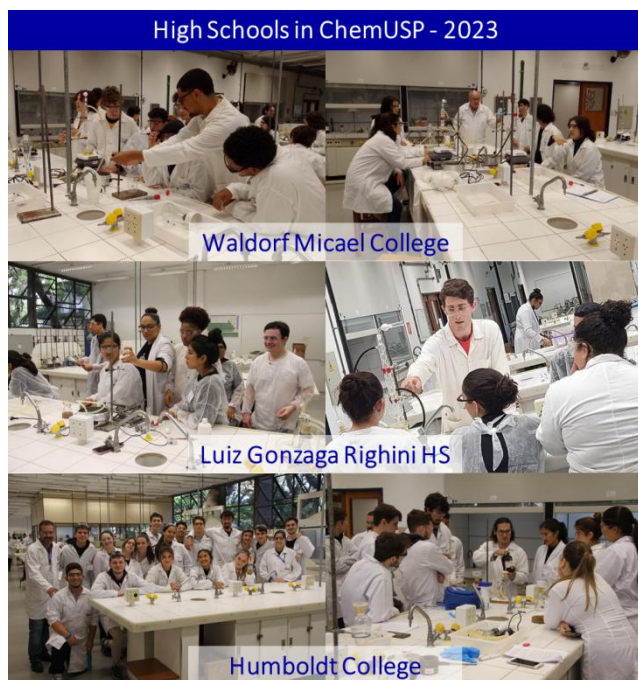 High Schools in ChemUSP - 2023
Waldorf Micael College
Luiz Gonzaga Righini HS
Humboldt College